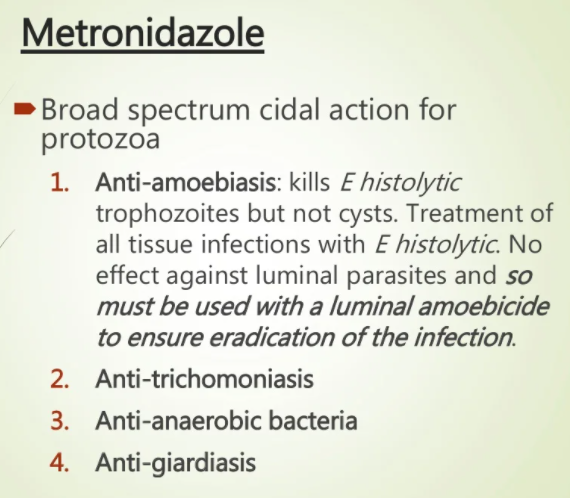 Metronidazole
Broad spectrum cidal action for
protozoa
1. Anti-amoebiasis: kills E histolytic
trophozoites but not cysts. Treatment of
all tissue infections with E histolytic. No
effect against luminal parasites and so
must be used with a luminal amoebicide
to ensure eradication of the infection.
2. Anti-trichomoniasis
3. Anti-anaerobic bacteria
4. Anti-giardiasis